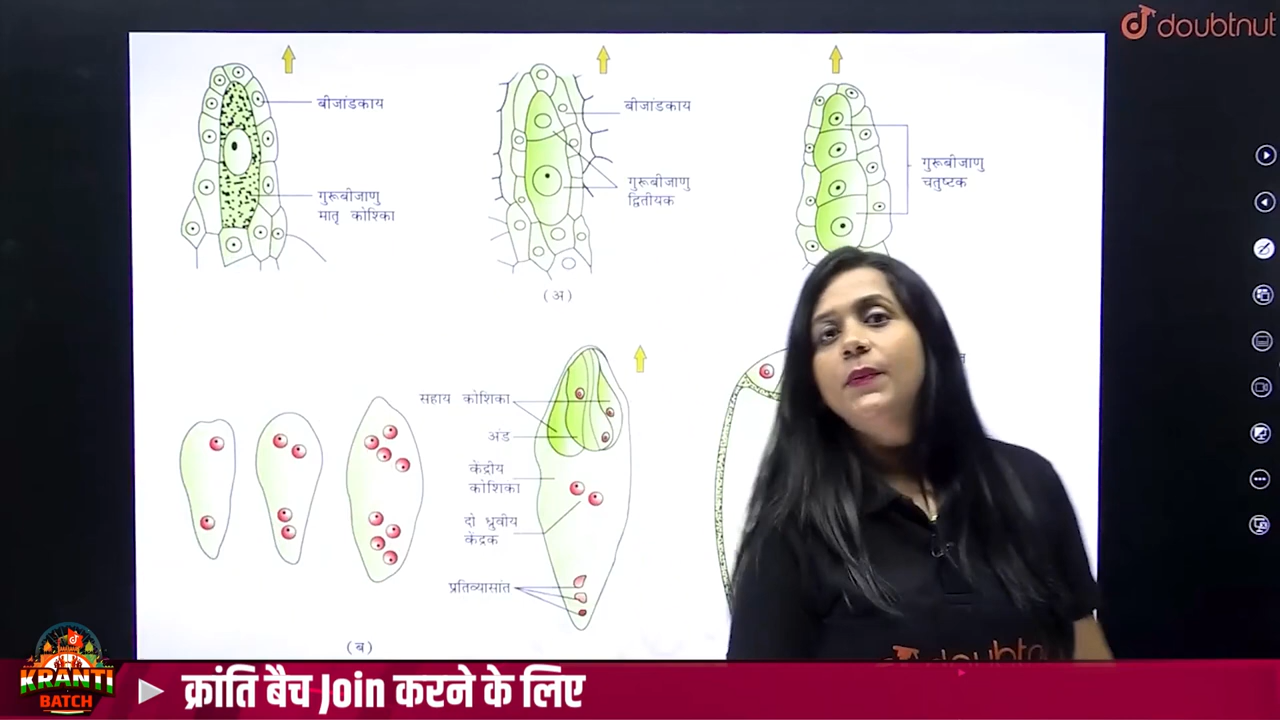 doubtnut
बीजांडकाय
गुरूबीजाणु
मातृ कोश्किा
बीजांडकाय
गुरूबीजाणु
द्वितीयक
(अ)
गुरूबीजाणु
चतुष्टक
सहाय कोशिका
अंड
केंद्रीय
कोशिका
दो ध्रुवीय
केंद्रक
प्रतिव्यासांत
(ब)
KRANTI
BATCH
क्रांति बैच Join करने के लिए